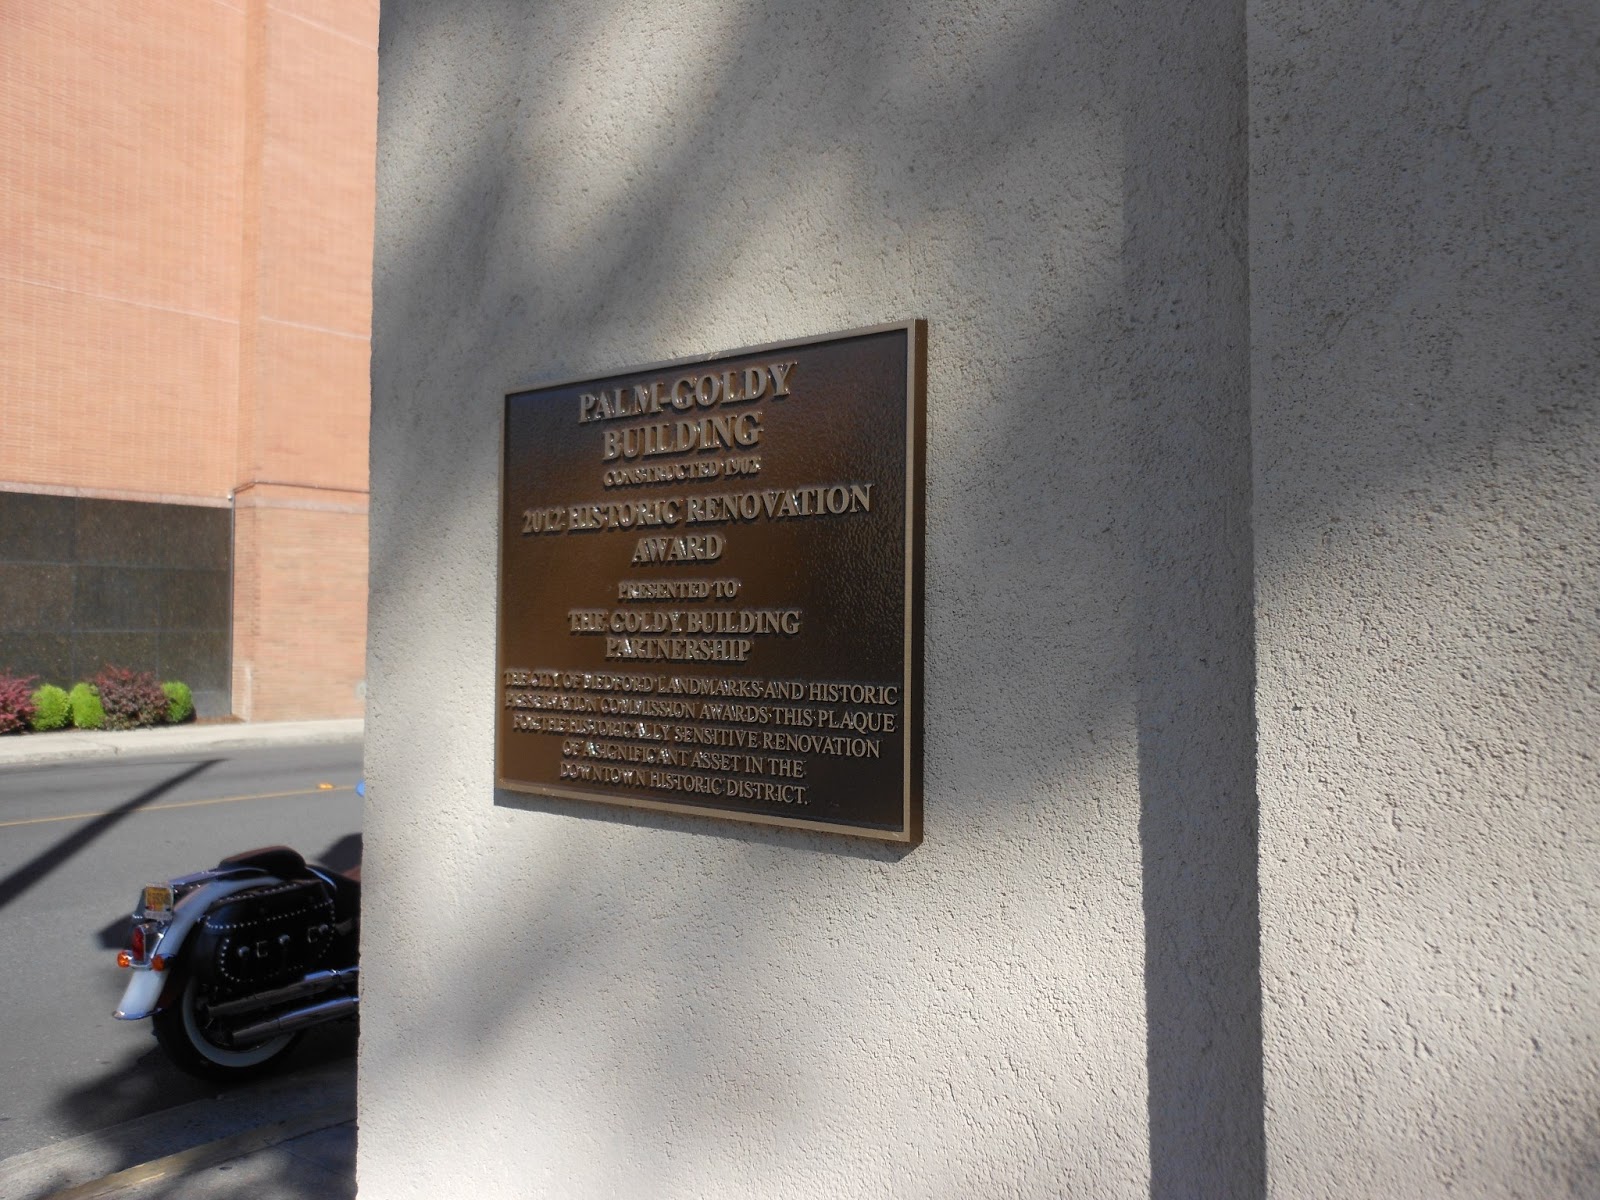 PALM-GOLDY
BUILDING
CONSTRUCTED 1902
2012 HISTORIC RENOVATION
AWARD
PRESENTED TO
THE GOLDY BUILDING
PARTNERSHIP
THE CITY OF MEDFORD LANDMARKS AND HISTORIC
PRESERVATION COMMISSION AWARDS THIS PLAQUE
FOR THE HISTORICALLY SENSITIVE RENOVATION
OF A SIGNIFICANT ASSET IN THE
DOWNTOWN HISTORIC DISTRICT.